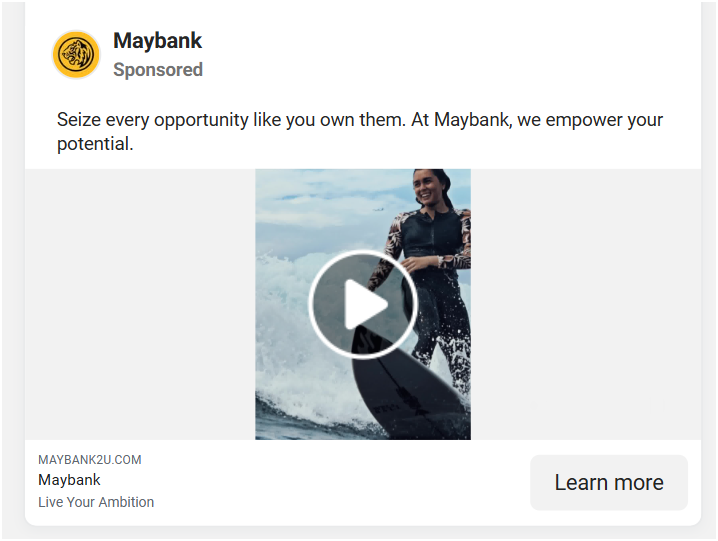 Maybank
Sponsored
Seize every opportunity like you own them. At Maybank, we empower your
potential.
MAYBANK2U.COM
Maybank
Live Your Ambition
Learn more